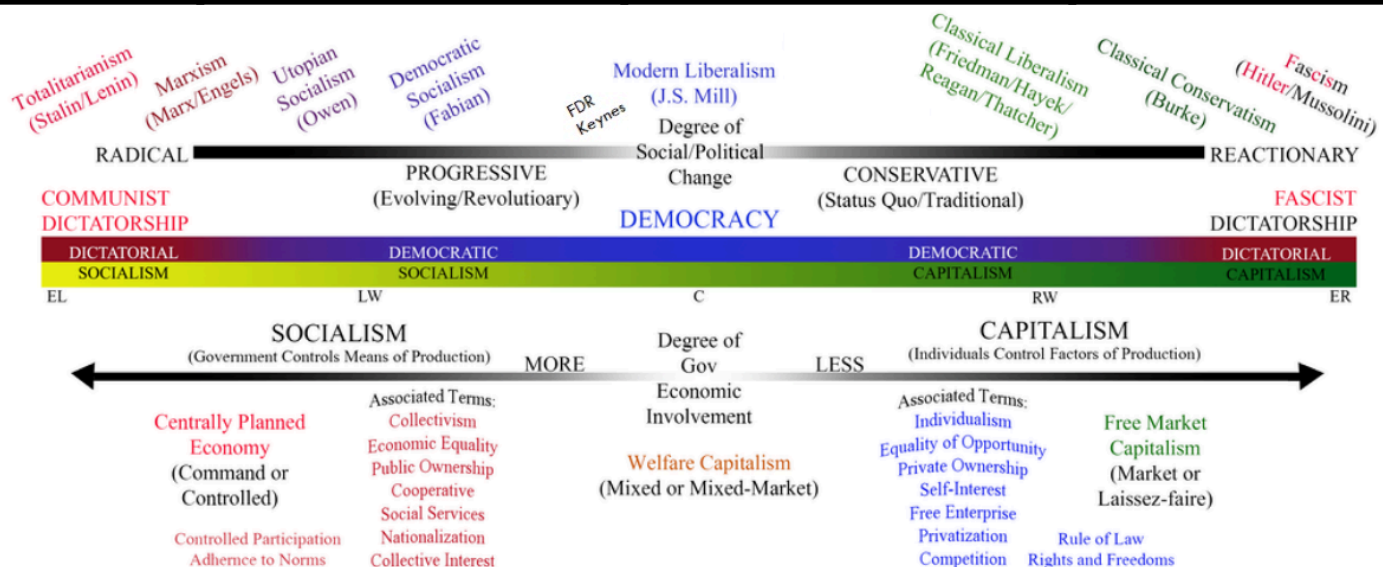 Totalitarianism
(Stalin/Lenin)
Marxism
(Marx/Engels)
Utopian
Socialism
(Owen)
Democratic
Socialism
(Fabian)
FDR
Keynes
Modern Liberalism
(J.S. Mill)
Classical Liberalism
(Friedman/Hayek/
Reagan/Thatcher)
Classical Conservatism
(Burke)
Fascism
(Hitler/Mussolini)
RADICAL
Degree of
Social/Political
Change
REACTIONARY
PROGRESSIVE
(Evolving/Revolutioary)
CONSERVATIVE
(Status Quo/Traditional)
COMMUNIST
DICTATORSHIP
DEMOCRACY
FASCIST
DICTATORSHIP
DICTATORIAL
DEMOCRATIC
DEMOCRATIC
DICTATORIAL
SOCIALISM
SOCIALISM
CAPITALISM
CAPITALISM
EL
LW
C
RW
ER
SOCIALISM
(Government Controls Means of Production)
MORE
Degree of
Gov
Economic
Involvement
LESS
CAPITALISM
(Individuals Control Factors of Production)
Centrally Planned
Economy
(Command or
Controlled)
Controlled Participation
Adhernce to Norms
Associated Terms:
Collectivism
Economic Equality
Public Ownership
Cooperative
Social Services
Nationalization
Collective Interest
Welfare Capitalism
(Mixed or Mixed-Market)
Associated Terms:
Individualism
Equality of Opportunity
Private Ownership
Self-Interest
Free Enterprise
Privatization
Competition
Free Market
Capitalism
(Market or
Laissez-faire)
Rule of Law
Rights and Freedoms